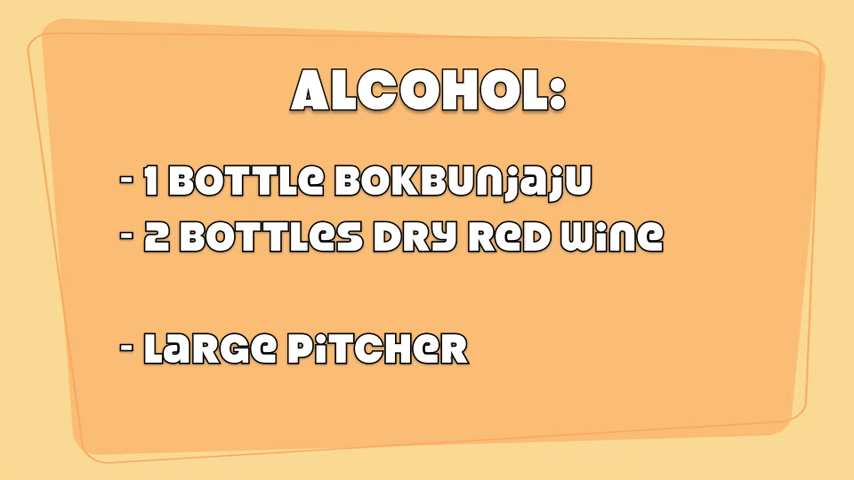 ALCOHOL:
- 1 BOTTLE BOKBUNJAJU
- 2 BOTTLES DRY RED WINE
- LARGE PITCHER